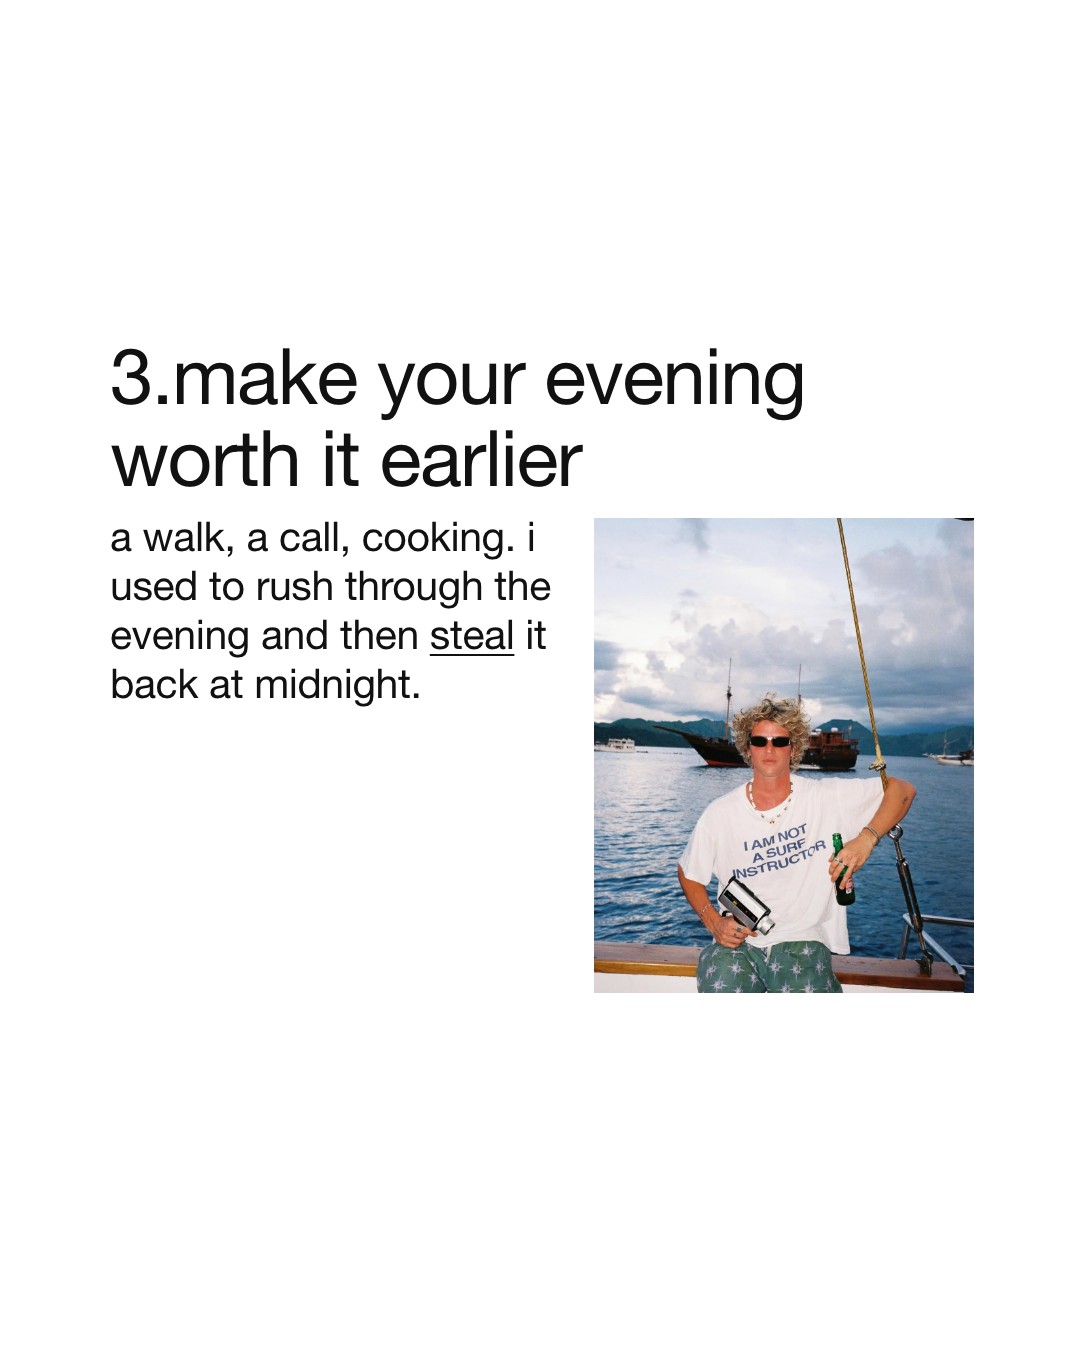 3.make your evening
worth it earlier
a walk, a call, cooking. i
used to rush through the
evening and then steal it
back at midnight.
I AM NOT
A SURF
INSTRUCTOR